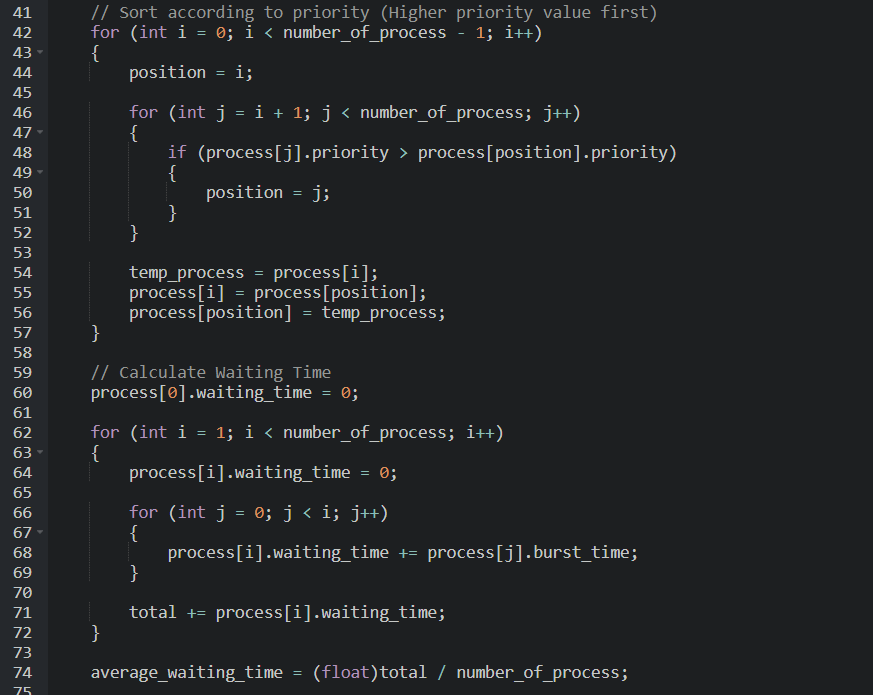 41 // Sort according to priority (Higher priority value first)
42 for (int i = 0; i < number_of_process - 1; i++)
43 {
44 position = i;
45
46 for (int j = i + 1; j < number_of_process; j++)
47 {
48 if (process[j].priority > process[position].priority)
49 {
50 position = j;
51 }
52 }
53
54 temp_process = process[i];
55 process[i] = process[position];
56 process[position] = temp_process;
57 }
58
59 // Calculate Waiting Time
60 process[0].waiting_time = 0;
61
62 for (int i = 1; i < number_of_process; i++)
63 {
64 process[i].waiting_time = 0;
65
66 for (int j = 0; j < i; j++)
67 {
68 process[i].waiting_time += process[j].burst_time;
69 }
70
71 total += process[i].waiting_time;
72 }
73
74 average_waiting_time = (float)total / number_of_process;
75